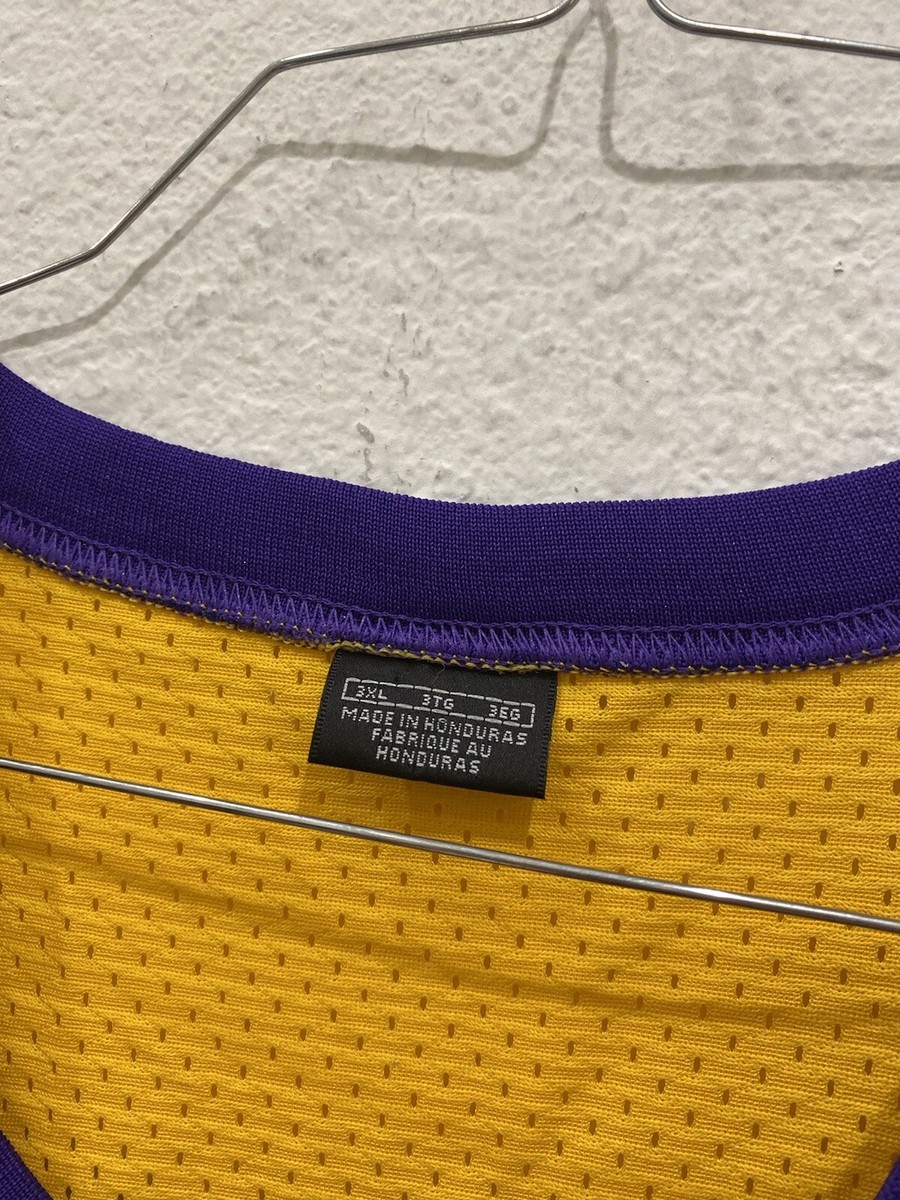 3XL 3TG 3EG
MADE IN HONDURAS
FABRIQUE AU
HONDURAS